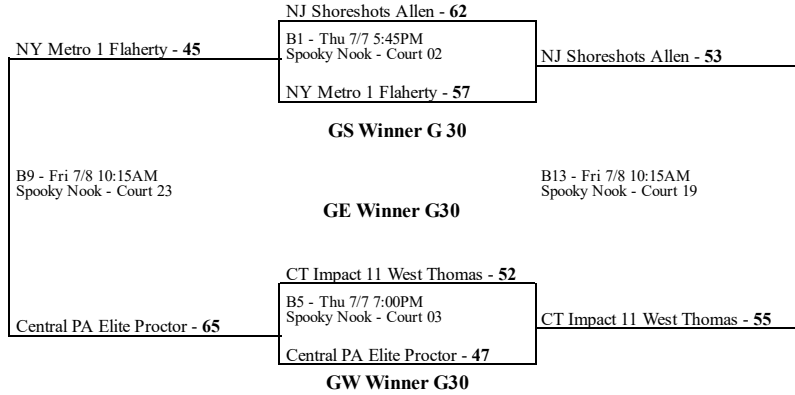 NJ Shoreshots Allen - 62
B1 - Thu 7/7 5:45PM
Spooky Nook - Court 02
NY Metro 1 Flaherty - 45
NJ Shoreshots Allen - 53
NY Metro 1 Flaherty - 57
GS Winner G 30
B9 - Fri 7/8 10:15AM
Spooky Nook - Court 23
B13 - Fri 7/8 10:15AM
Spooky Nook - Court 19
GE Winner G30
CT Impact 11 West Thomas - 52
B5 - Thu 7/7 7:00PM
Spooky Nook - Court 03
Central PA Elite Proctor - 65
CT Impact 11 West Thomas - 55
Central PA Elite Proctor - 47
GW Winner G30